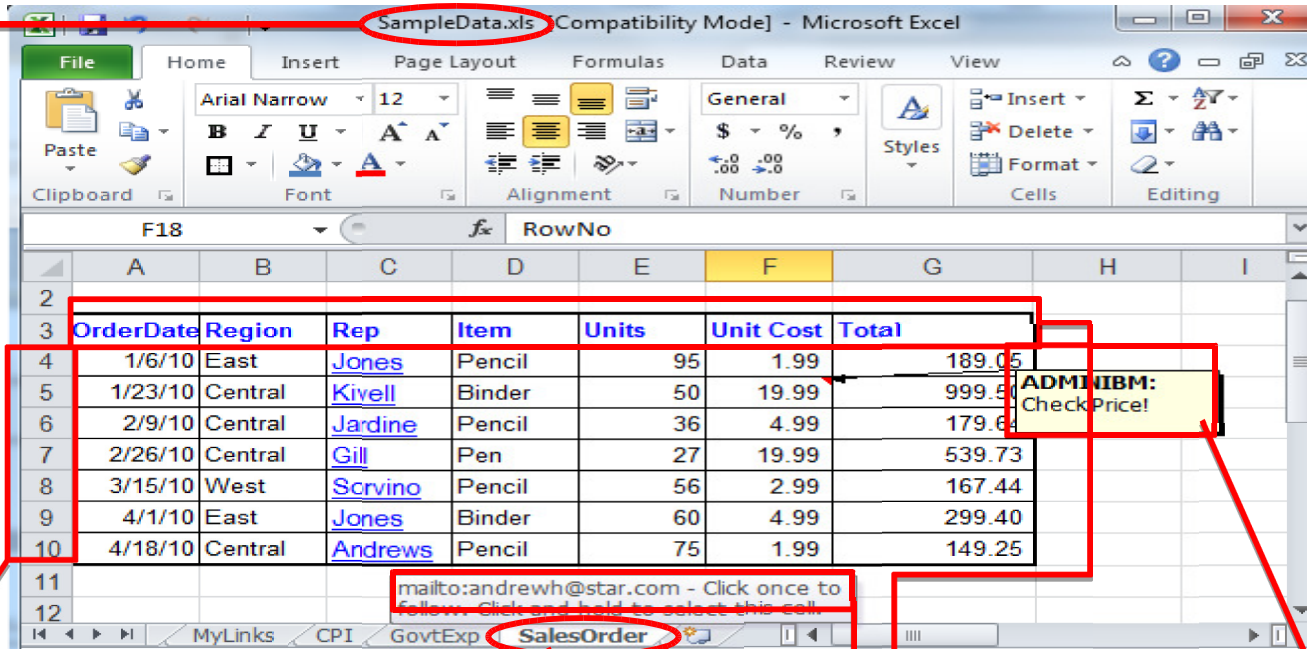 SampleData.xls [Compatibility Mode] - Microsoft Excel
File Home Insert Page Layout Formulas Data Review View
Paste
Arial Narrow 12
B I U A A
A
General
$ % ,
.00 .00 .0
Styles
Insert
Delete
Format
Σ
Clipboard Font Alignment Number Cells Editing
F18 fx RowNo
A B C D E F G H I
2
3 OrderDate Region Rep Item Units Unit Cost Total
4 1/6/10 East Jones Pencil 95 1.99 189.05
5 1/23/10 Central Kivell Binder 50 19.99 999.50
ADMINIBM:
Check Price!
6 2/9/10 Central Jardine Pencil 36 4.99 179.64
7 2/26/10 Central Gill Pen 27 19.99 539.73
8 3/15/10 West Sorvino Pencil 56 2.99 167.44
9 4/1/10 East Jones Binder 60 4.99 299.40
10 4/18/10 Central Andrews Pencil 75 1.99 149.25
11
mailto:andrewh@star.com - Click once to
12
follow. Click and hold to select this cell.
MyLinks CPI GovtExp SalesOrder